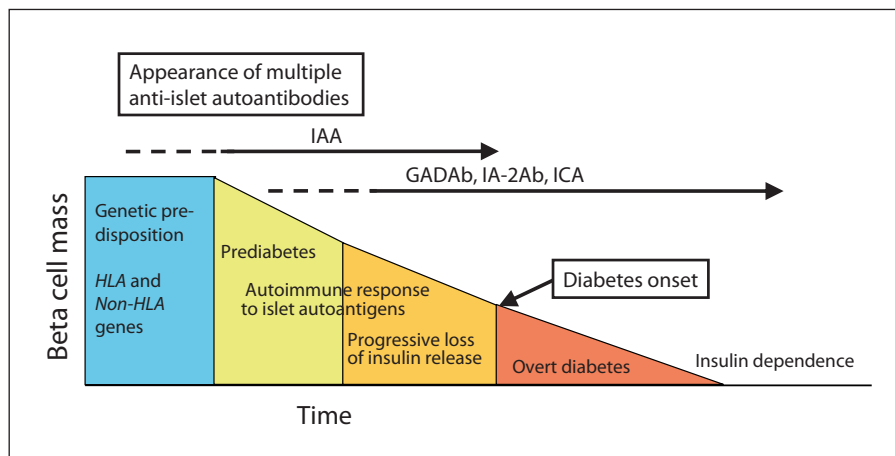 Appearance of multiple
anti-islet autoantibodies
IAA
GADAb, IA-2Ab, ICA
Beta cell mass
Genetic pre-
disposition
HLA and
Non-HLA
genes
Prediabetes
Autoimmune response
to islet autoantigens
Progressive loss
of insulin release
Diabetes onset
Overt diabetes
Insulin dependence
Time